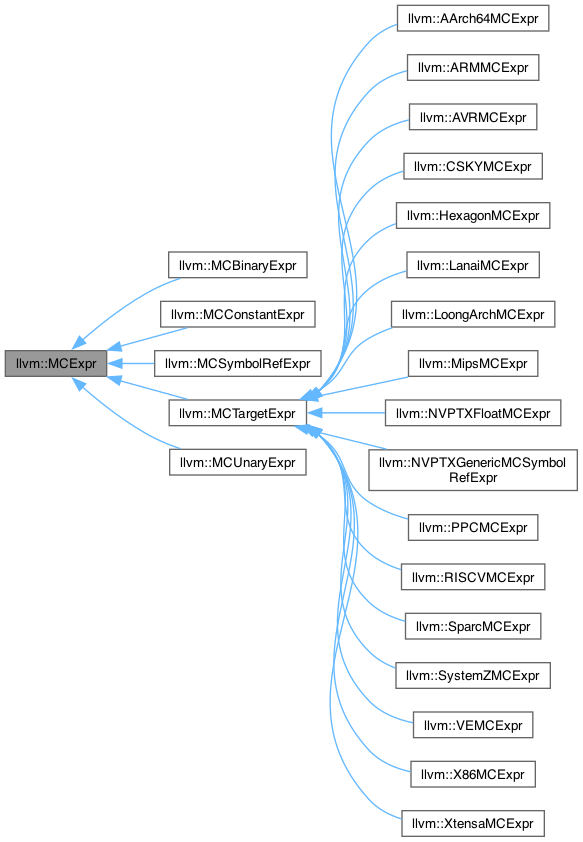 llvm::MCExpr
llvm::MCBinaryExpr
llvm::MCConstantExpr
llvm::MCSymbolRefExpr
llvm::MCTargetExpr
llvm::MCUnaryExpr
llvm::AArch64MCExpr
llvm::ARMMCExpr
llvm::AVRMCExpr
llvm::CSKYMCExpr
llvm::HexagonMCExpr
llvm::LanaiMCExpr
llvm::LoongArchMCExpr
llvm::MipsMCExpr
llvm::NVPTXFloatMCExpr
llvm::NVPTXGenericMCSymbol
RefExpr
llvm::PPCMCExpr
llvm::RISCVMCExpr
llvm::SparcMCExpr
llvm::SystemZMCExpr
llvm::VEMCExpr
llvm::X86MCExpr
llvm::XtensaMCExpr